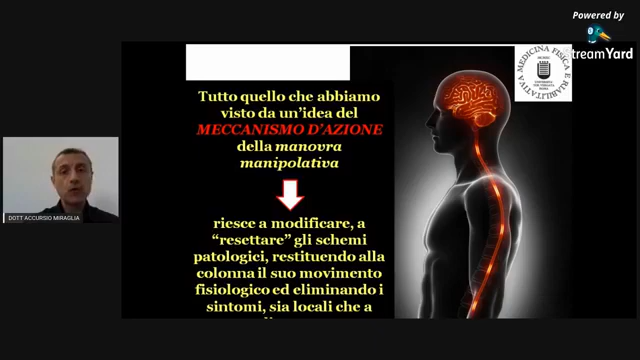 Powered by
StreamYard
MEDICINA FISICA E RIABILITATIVA
Tutto quello che abbiamo
visto da un'idea del
MECCANISMO D'AZIONE
della manovra
manipolativa
riesce a modificare, a
“resettare” gli schemi
patologici, restituendo alla
colonna il suo movimento
fisiologico ed eliminando i
sintomi, sia locali che a
DOTT ACCURSIO MIRAGLIA